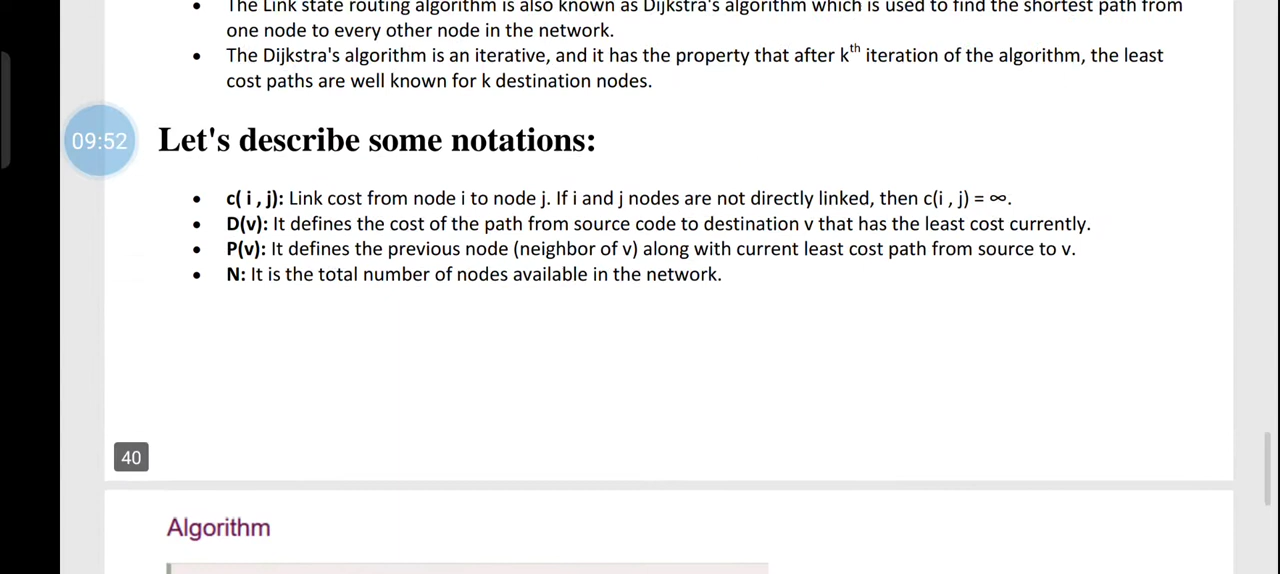 • The Link state routing algorithm is also known as Dijkstra's algorithm which is used to find the shortest path from
one node to every other node in the network.
• The Dijkstra's algorithm is an iterative, and it has the property that after kth iteration of the algorithm, the least
cost paths are well known for k destination nodes.
09:52
Let's describe some notations:
• c( i , j): Link cost from node i to node j. If i and j nodes are not directly linked, then c(i , j) = ∞.
• D(v): It defines the cost of the path from source code to destination v that has the least cost currently.
• P(v): It defines the previous node (neighbor of v) along with current least cost path from source to v.
• N: It is the total number of nodes available in the network.
40
Algorithm